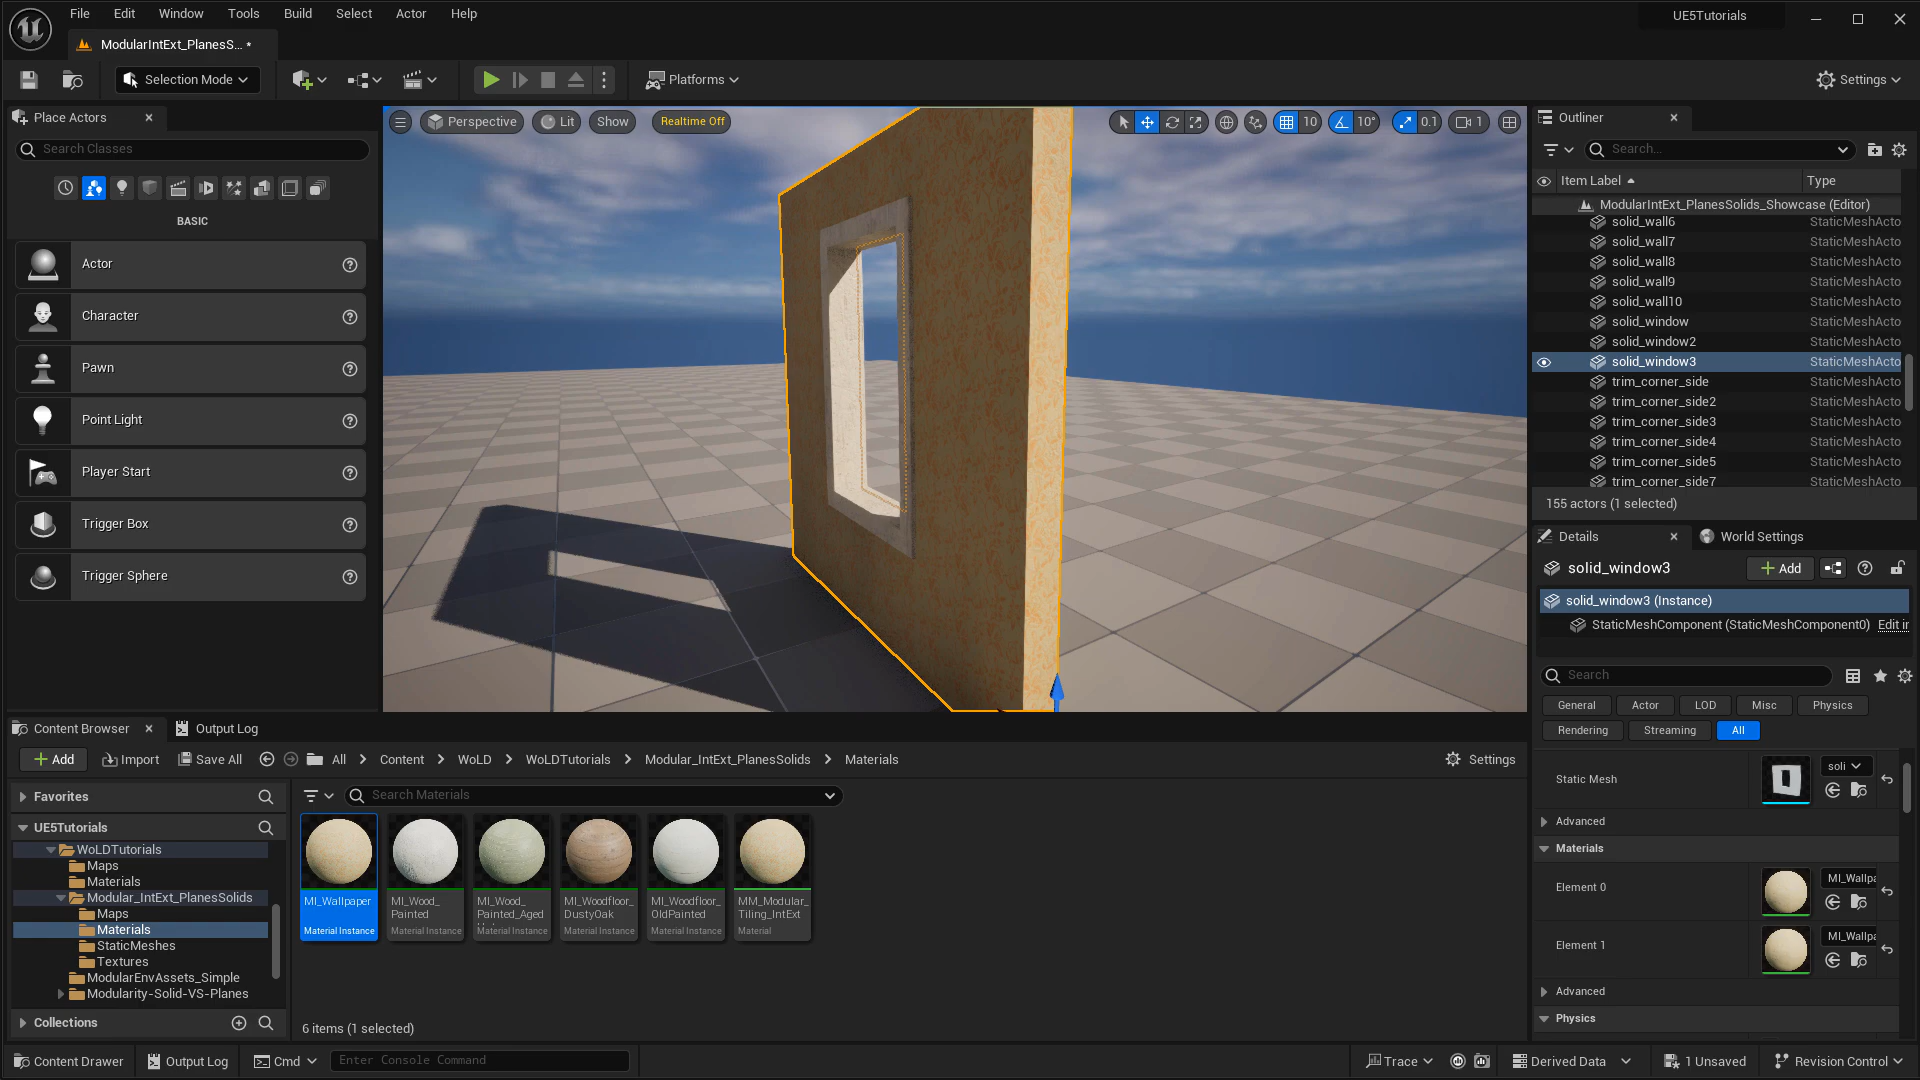 File Edit Window Tools Build Select Actor Help
UE5Tutorials
ModularIntExt_PlanesS... *
Selection Mode
Platforms
Settings
Place Actors
Search Classes
BASIC
Actor
Character
Pawn
Point Light
Player Start
Trigger Box
Trigger Sphere
Perspective Lit Show Realtime Off
10 10° 0.1 1
Outliner
Search...
Item Label Type
ModularIntExt_PlanesSolids_Showcase (Editor)
solid_wall6 StaticMeshActo
solid_wall7 StaticMeshActo
solid_wall8 StaticMeshActo
solid_wall9 StaticMeshActo
solid_wall10 StaticMeshActo
solid_window StaticMeshActo
solid_window2 StaticMeshActo
solid_window3 StaticMeshActo
trim_corner_side StaticMeshActo
trim_corner_side2 StaticMeshActo
trim_corner_side3 StaticMeshActo
trim_corner_side4 StaticMeshActo
trim_corner_side5 StaticMeshActo
trim_corner_side7 StaticMeshActo
155 actors (1 selected)
Details World Settings
solid_window3 Add
solid_window3 (Instance)
StaticMeshComponent (StaticMeshComponent0) Edit in
Search
General Actor LOD Misc Physics
Rendering Streaming All
Static Mesh soli
Advanced
Materials
Element 0 MI_Wallpa
Element 1 MI_Wallpa
Advanced
Physics
Content Browser Output Log
Add Import Save All All Content WoLD WoLDTutorials Modular_IntExt_PlanesSolids Materials Settings
Favorites
UE5Tutorials
WoLDTutorials
Maps
Materials
Modular_IntExt_PlanesSolids
Maps
Materials
StaticMeshes
Textures
ModularEnvAssets_Simple
Modularity-Solid-VS-Planes
Collections
Search Materials
MI_Wallpaper
Material Instance
MI_Wood_
Painted
Material Instance
MI_Wood_
Painted_Aged
Material Instance
MI_Woodfloor_
DustyOak
Material Instance
MI_Woodfloor_
OldPainted
Material Instance
MM_Modular_
Tiling_IntExt
Material
6 items (1 selected)
Content Drawer Output Log Cmd Enter Console Command Trace Derived Data 1 Unsaved Revision Control